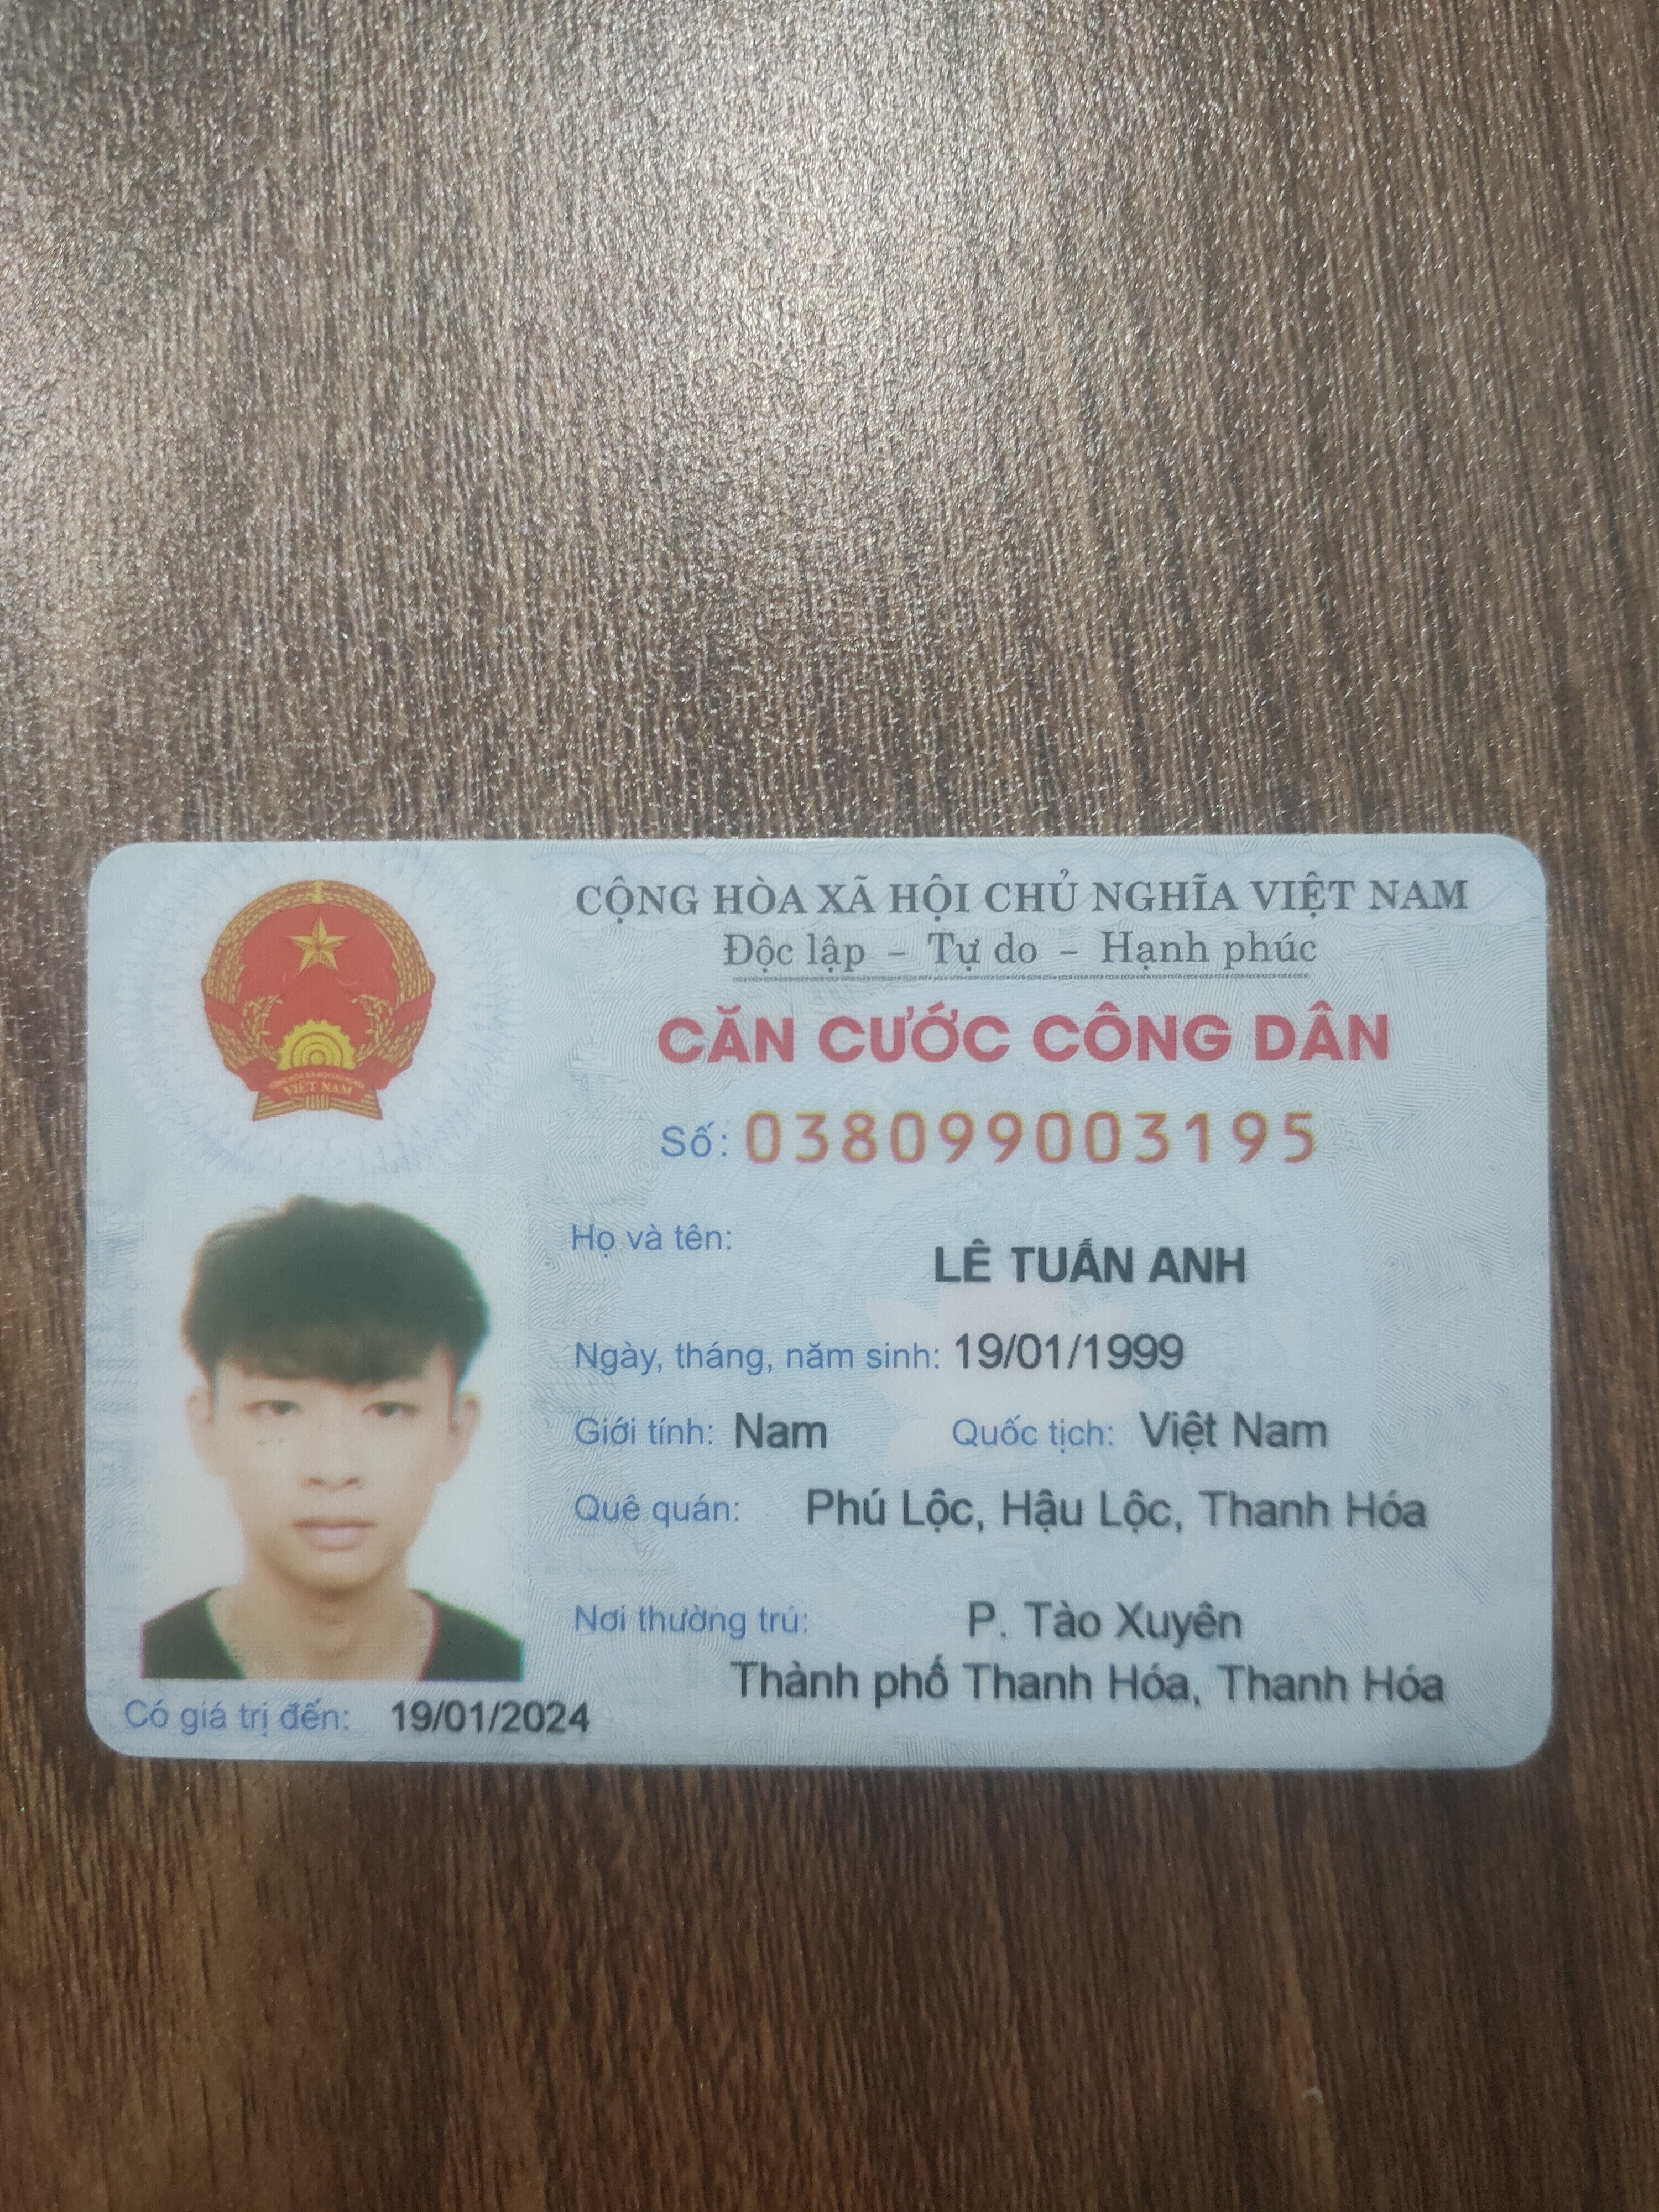 CỘNG HÒA XÃ HỘI CHỦ NGHĨA VIỆT NAM
Độc lập – Tự do – Hạnh phúc
CĂN CƯỚC CÔNG DÂN
Số: 038099003195
Họ và tên: LÊ TUẤN ANH
Ngày, tháng, năm sinh: 19/01/1999
Giới tính: Nam Quốc tịch: Việt Nam
Quê quán: Phú Lộc, Hậu Lộc, Thanh Hóa
Nơi thường trú: P. Tào Xuyên
Thành phố Thanh Hóa, Thanh Hóa
Có giá trị đến: 19/01/2024
VIỆT NAM